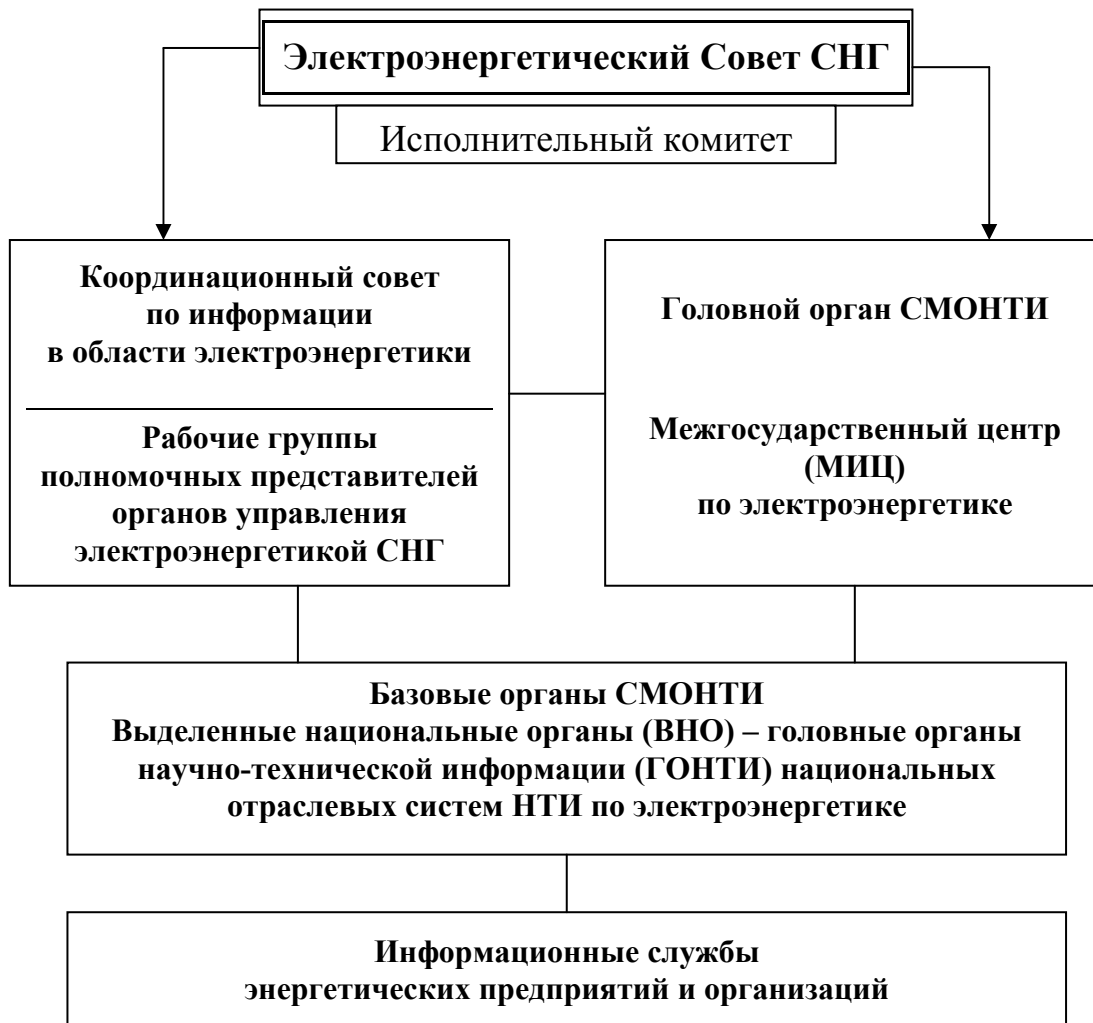 Электроэнергетический Совет СНГ
Исполнительный комитет
Координационный совет
по информации
в области электроэнергетики
Рабочие группы
полномочных представителей
органов управления
электроэнергетикой СНГ
Головной орган СМОНТИ
Межгосударственный центр
(МИЦ)
по электроэнергетике
Базовые органы СМОНТИ
Выделенные национальные органы (ВНО) – головные органы
научно-технической информации (ГОНТИ) национальных
отраслевых систем НТИ по электроэнергетике
Информационные службы
энергетических предприятий и организаций